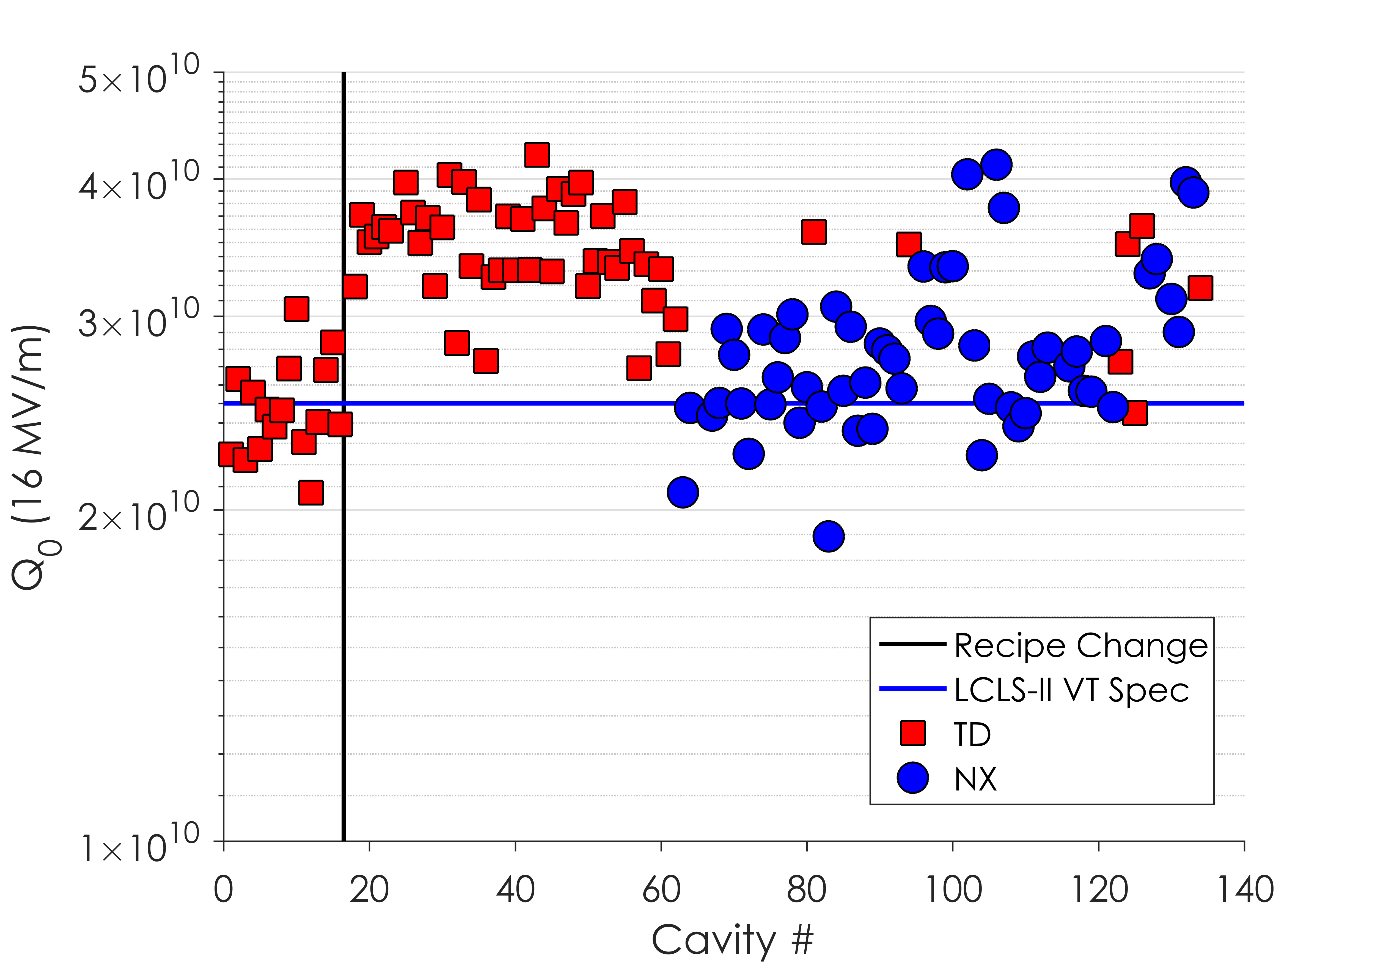 5×10^10
4×10^10
3×10^10
2×10^10
1×10^10
Q_0 (16 MV/m)
0 20 40 60 80 100 120 140
Cavity #
Recipe Change
LCLS-II VT Spec
TD
NX